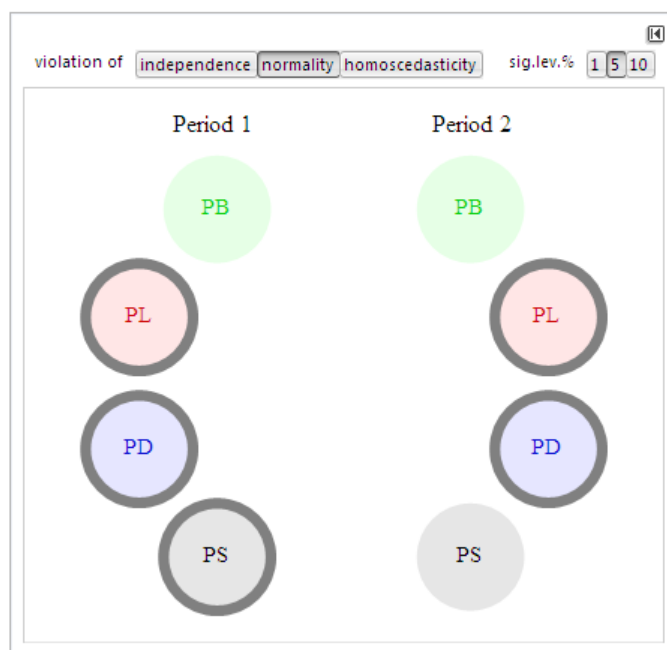 violation of independence normality homoscedasticity sig.lev.% 1 5 10
Period 1 Period 2
PB PB
PL PL
PD PD
PS PS